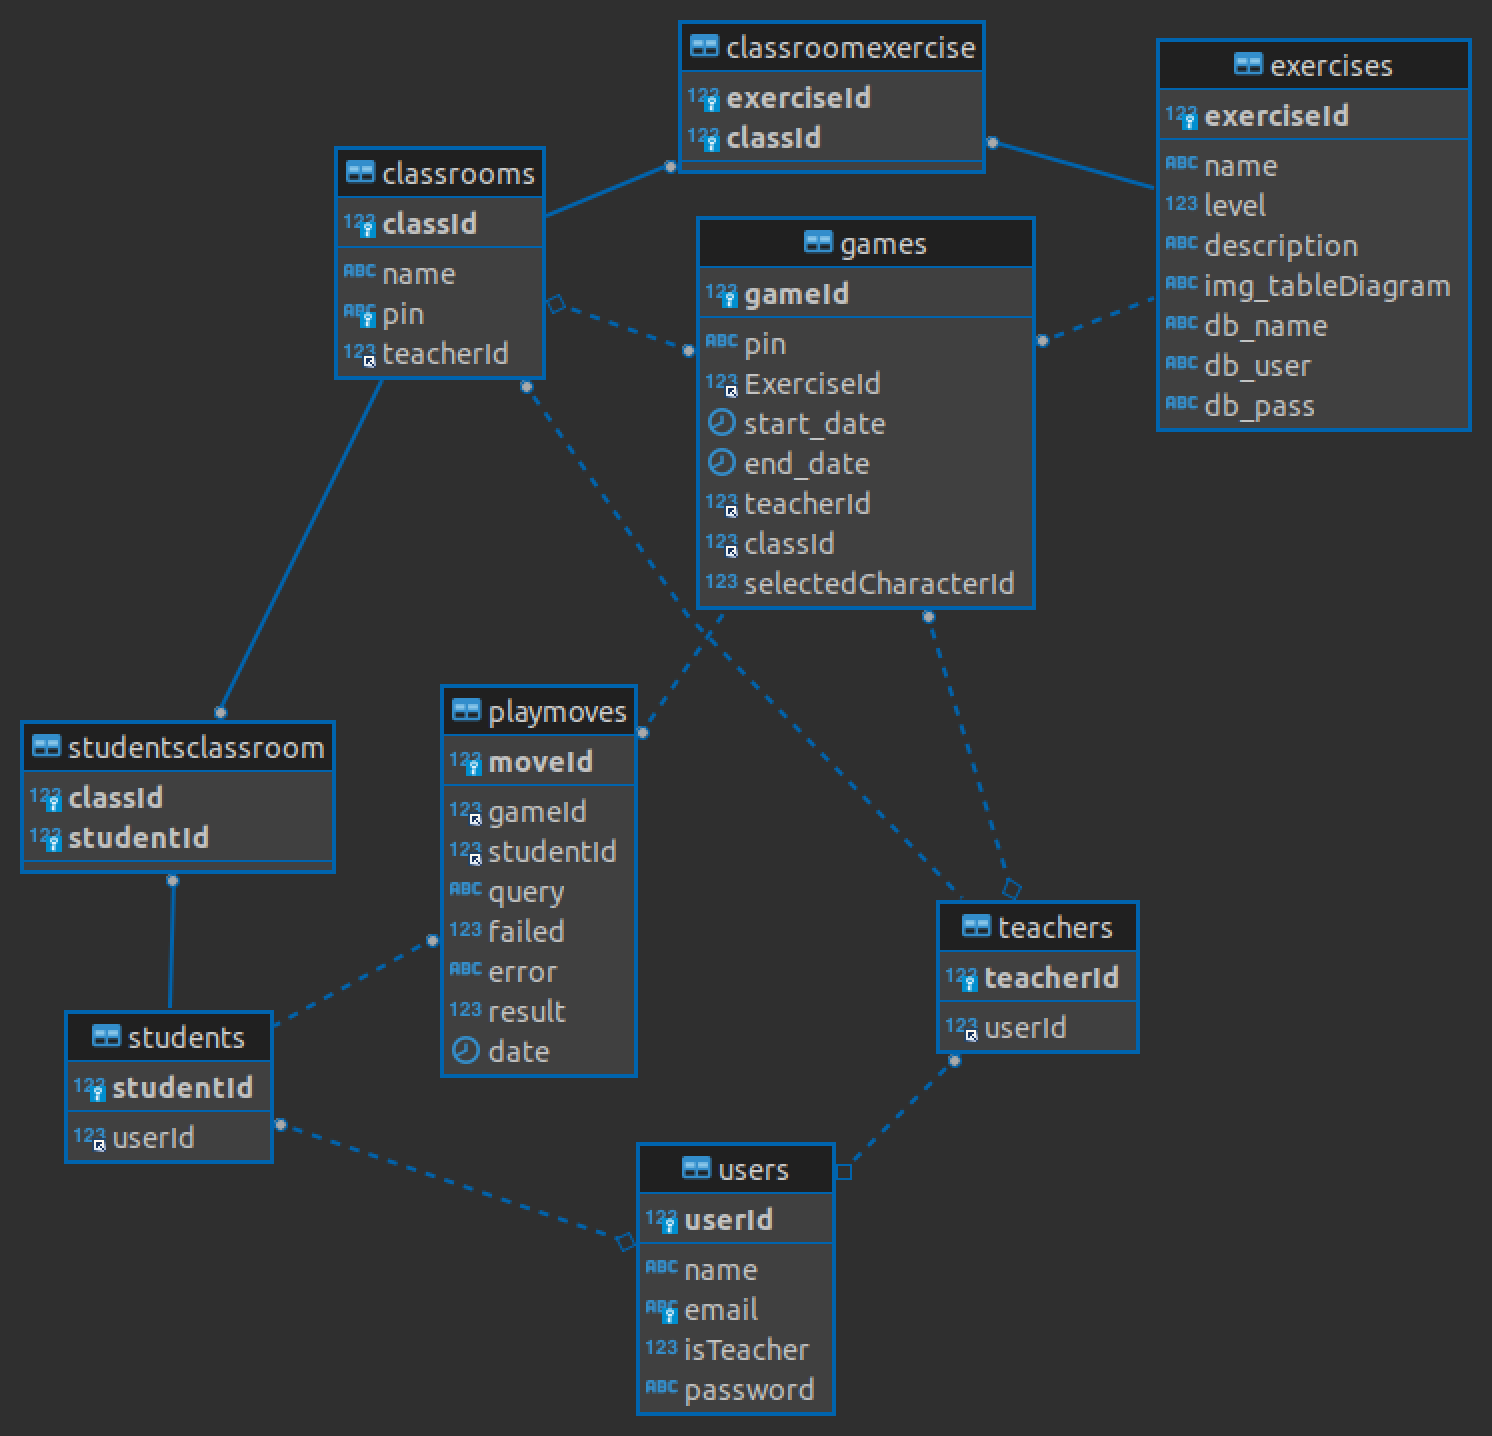 classroomexercise
123 exerciseId
123 classId
exercises
123 exerciseId
ABC name
123 level
ABC description
ABC img_tableDiagram
ABC db_name
ABC db_user
ABC db_pass
classrooms
123 classId
ABC name
ABC pin
123 teacherId
games
123 gameId
ABC pin
123 ExerciseId
start_date
end_date
123 teacherId
123 classId
123 selectedCharacterId
studentsclassroom
123 classId
123 studentId
playmoves
123 moveId
123 gameId
123 studentId
ABC query
123 failed
ABC error
123 result
date
teachers
123 teacherId
123 userId
students
123 studentId
123 userId
users
123 userId
ABC name
ABC email
123 isTeacher
ABC password